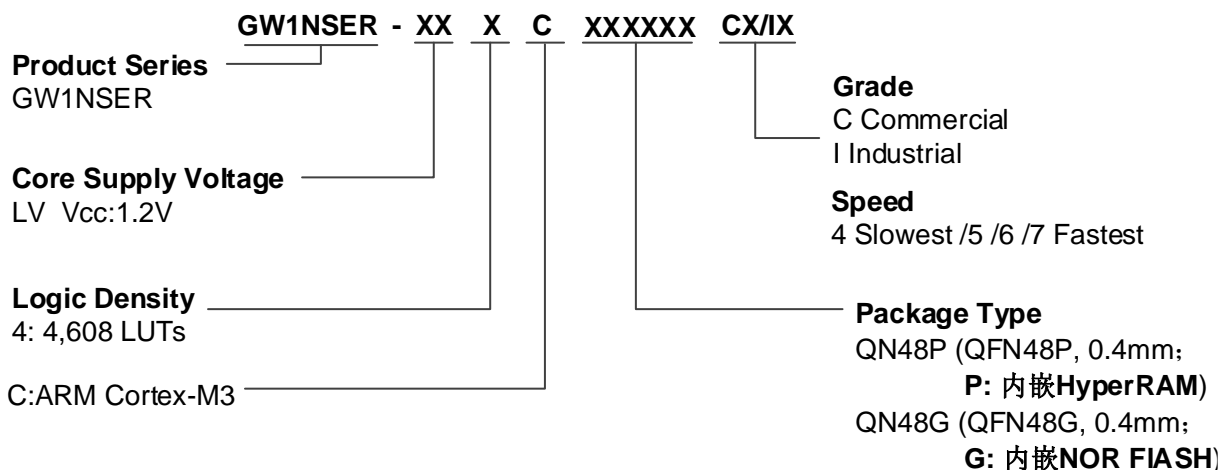 GW1NSER - XX X C XXXXXX CX/IX
Product Series
GW1NSER
Core Supply Voltage
LV Vcc:1.2V
Logic Density
4: 4,608 LUTs
C:ARM Cortex-M3
Grade
C Commercial
I Industrial
Speed
4 Slowest /5 /6 /7 Fastest
Package Type
QN48P (QFN48P, 0.4mm；
P: 内嵌HyperRAM)
QN48G (QFN48G, 0.4mm；
G: 内嵌NOR FlASH)